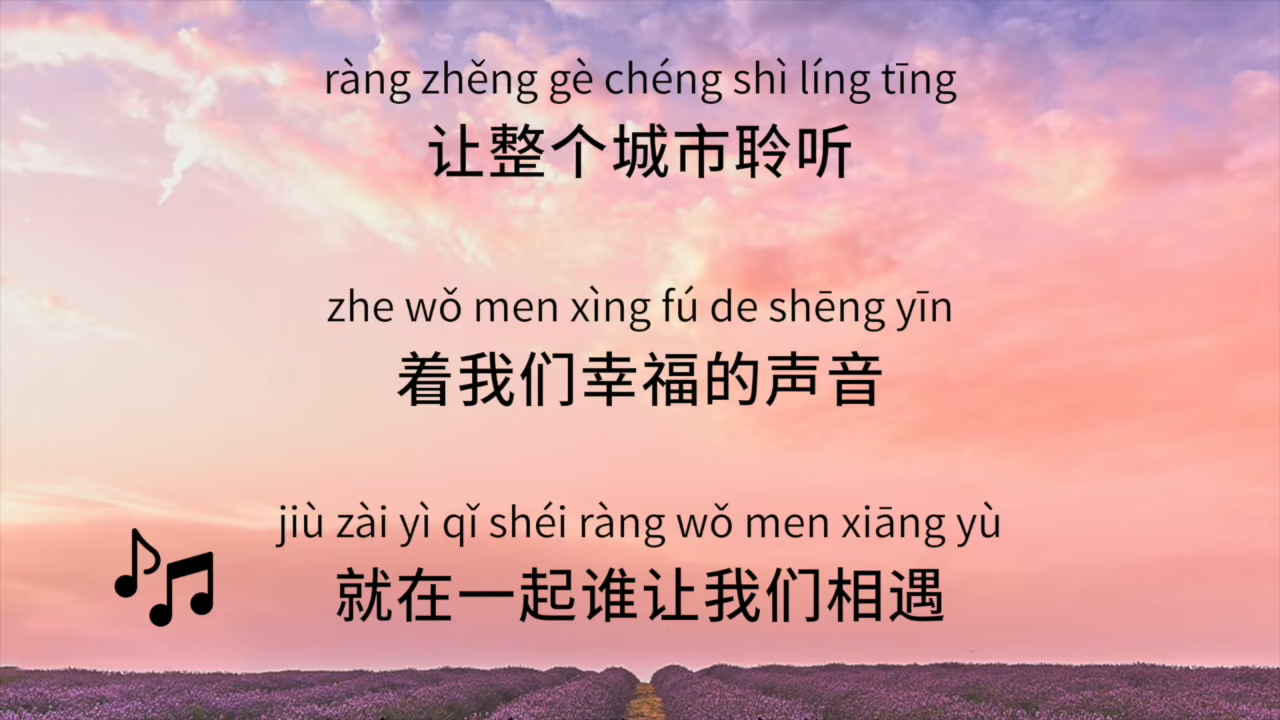 ràng zhěng gè chéng shì líng tīng
让整个城市聆听
zhe wǒ men xìng fú de shēng yīn
着我们幸福的声音
jiù zài yì qǐ shéi ràng wǒ men xiāng yù
就在一起谁让我们相遇